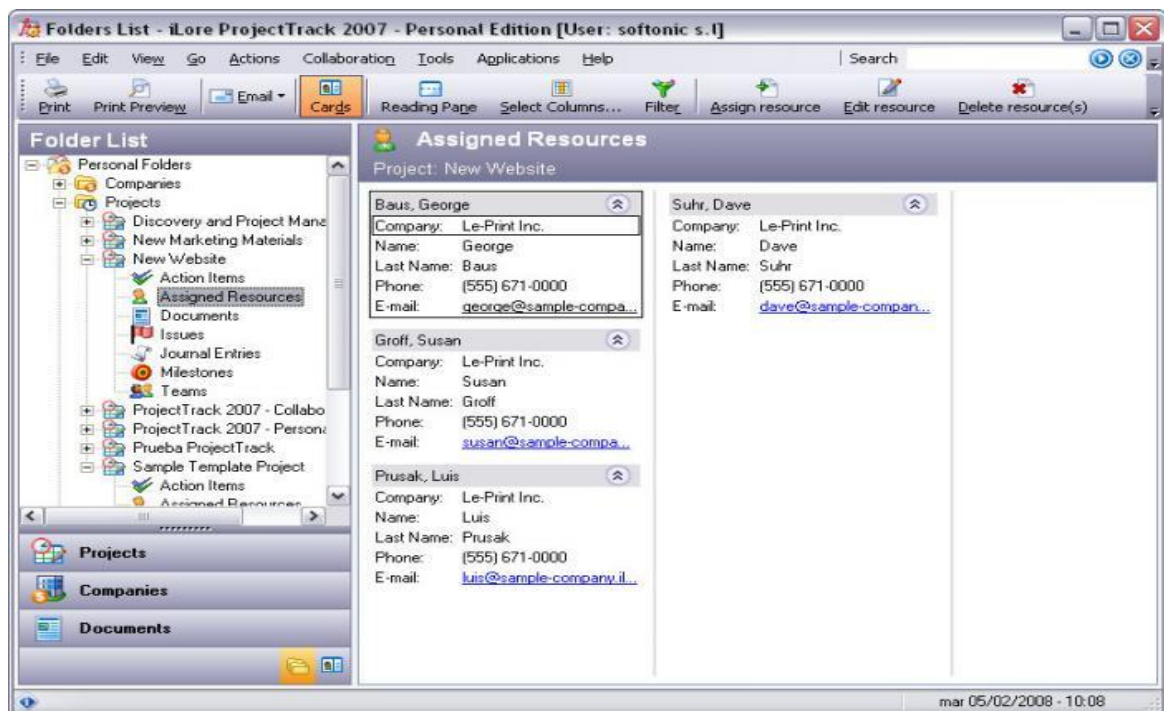 Folders List - iLore ProjectTrack 2007 - Personal Edition [User: softonic s.l]
File Edit View Go Actions Collaboration Tools Applications Help Search
Print Print Preview Email Cards Reading Pane Select Columns... Filter Assign resource Edit resource Delete resource(s)
Folder List
Personal Folders
Companies
Projects
Discovery and Project Mana
New Marketing Materials
New Website
Action Items
Assigned Resources
Documents
Issues
Journal Entries
Milestones
Teams
ProjectTrack 2007 - Collabo
ProjectTrack 2007 - Persona
Prueba ProjectTrack
Sample Template Project
Action Items
Assigned Resources
Projects
Companies
Documents
Assigned Resources
Project: New Website
Baus, George
Company: Le-Print Inc.
Name: George
Last Name: Baus
Phone: (555) 671-0000
E-mail: george@sample-compa...
Groff, Susan
Company: Le-Print Inc.
Name: Susan
Last Name: Groff
Phone: (555) 671-0000
E-mail: susan@sample-compa...
Prusak, Luis
Company: Le-Print Inc.
Name: Luis
Last Name: Prusak
Phone: (555) 671-0000
E-mail: luis@sample-company.il...
Suhr, Dave
Company: Le-Print Inc.
Name: Dave
Last Name: Suhr
Phone: (555) 671-0000
E-mail: dave@sample-compan...
mar 05/02/2008 - 10:08